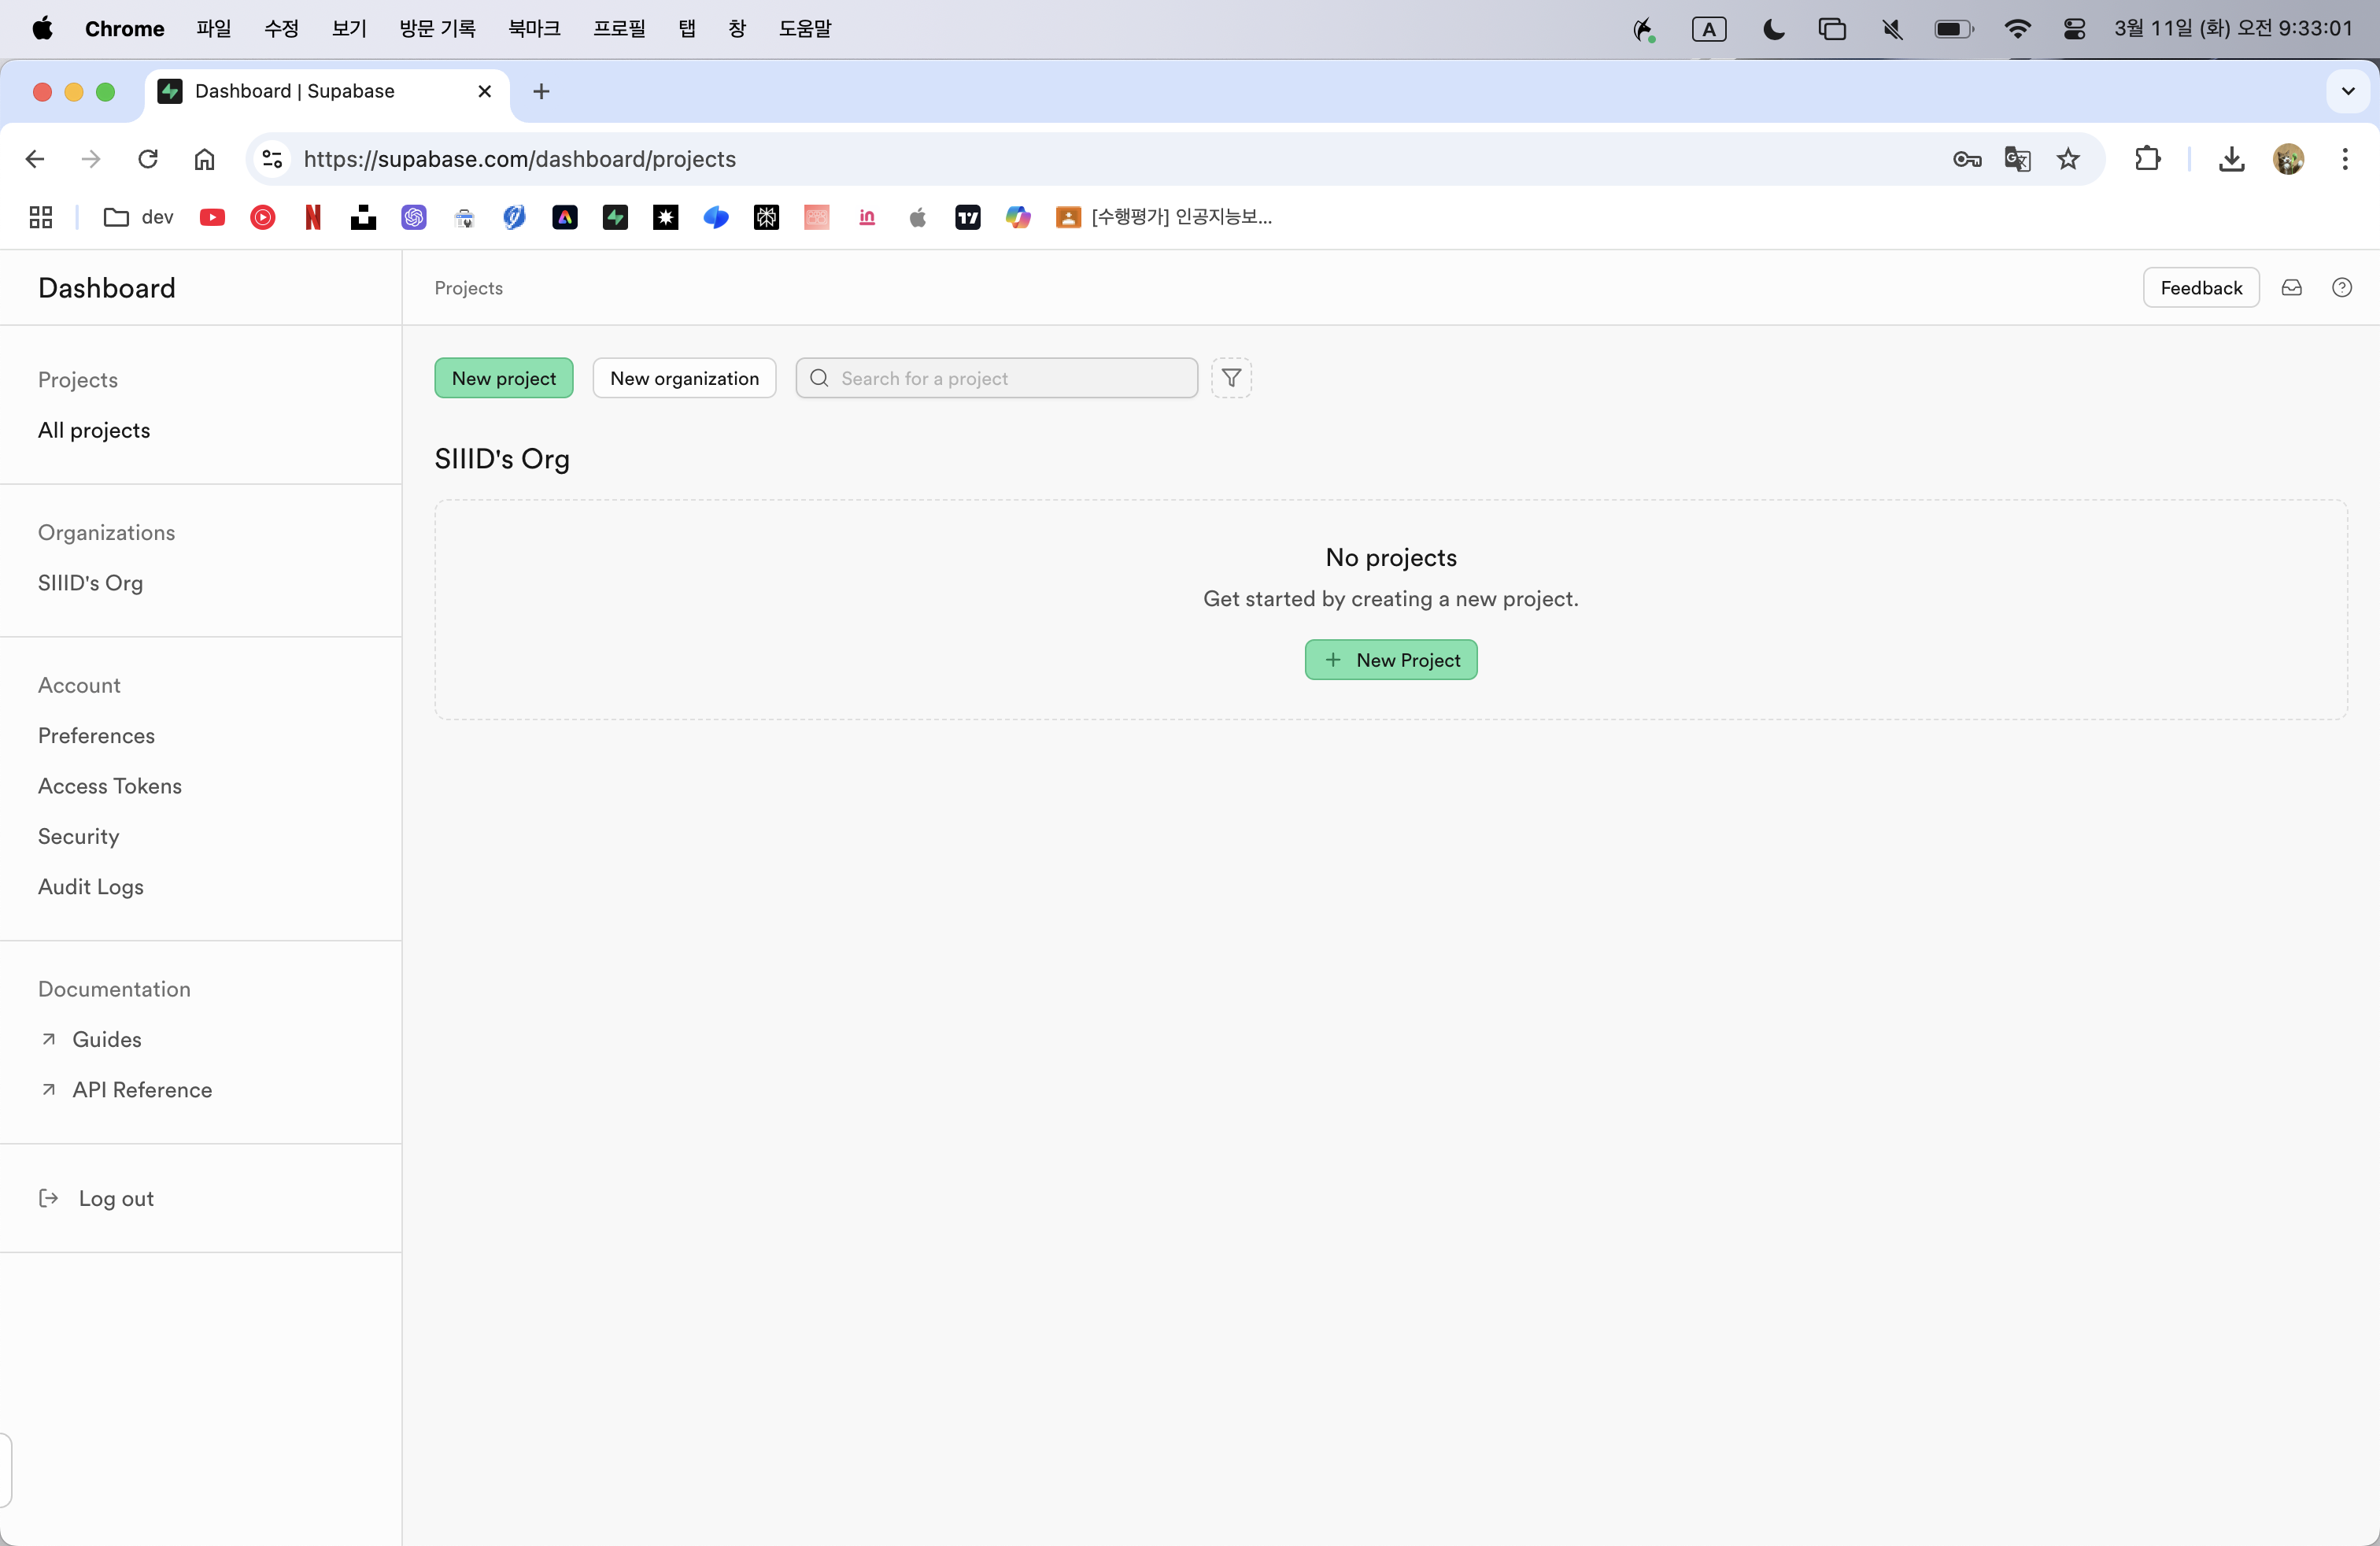 Chrome 파일 수정 보기 방문 기록 북마크 프로필 탭 창 도움말 A 3월 11일 (화) 오전 9:33:01
Dashboard | Supabase
https://supabase.com/dashboard/projects
dev [수행평가] 인공지능보...
Dashboard
Projects
Feedback
Projects
All projects
Organizations
SIIID's Org
Account
Preferences
Access Tokens
Security
Audit Logs
Documentation
Guides
API Reference
Log out
New project
New organization
Search for a project
SIIID's Org
No projects
Get started by creating a new project.
New Project